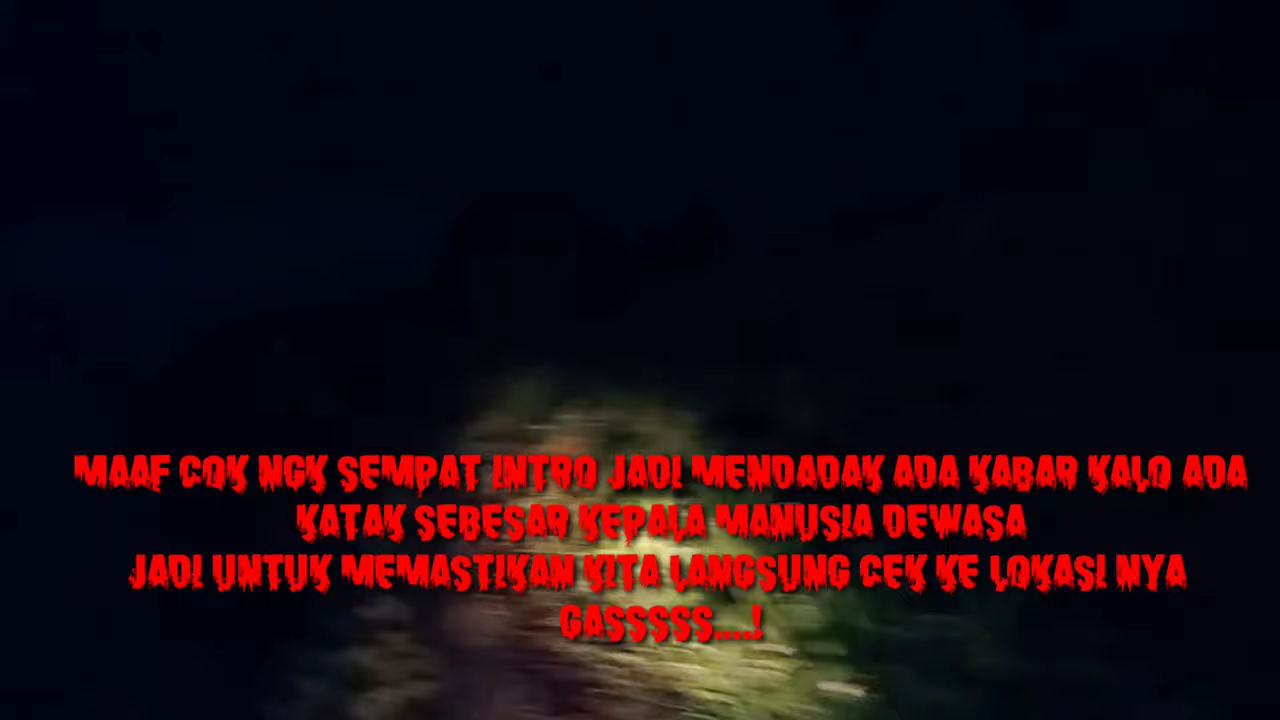 MAAF COK NGK SEMPAT INTRO JADI MENDADAK ADA KABAR KALO ADA
KATAK SEBESAR KEPALA MANUSIA DEWASA
JADI UNTUK MEMASTIKAN KITA LANGSUNG CEK KE LOKASI NYA
GASSSSS....!